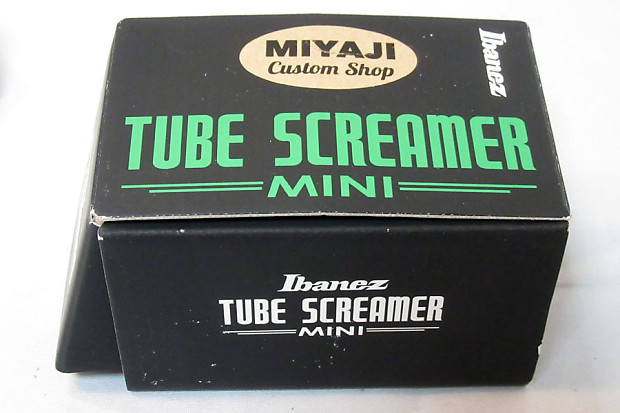 MIYAJI
Custom Shop
Ibanez
TUBE SCREAMER
MINI
Ibanez
TUBE SCREAMER
MINI